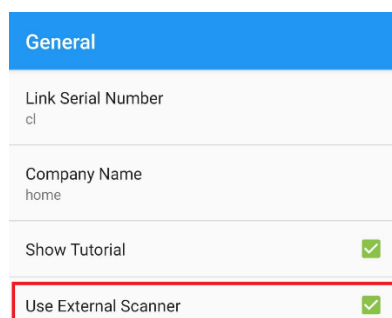 General
Link Serial Number
cl
Company Name
home
Show Tutorial
Use External Scanner